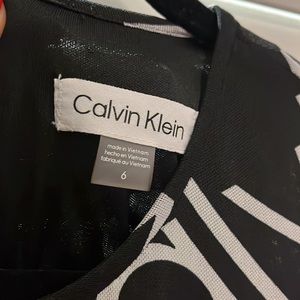 Calvin Klein
made in Vietnam
hecho en Vietnam
fabriqué au Vietnam
6